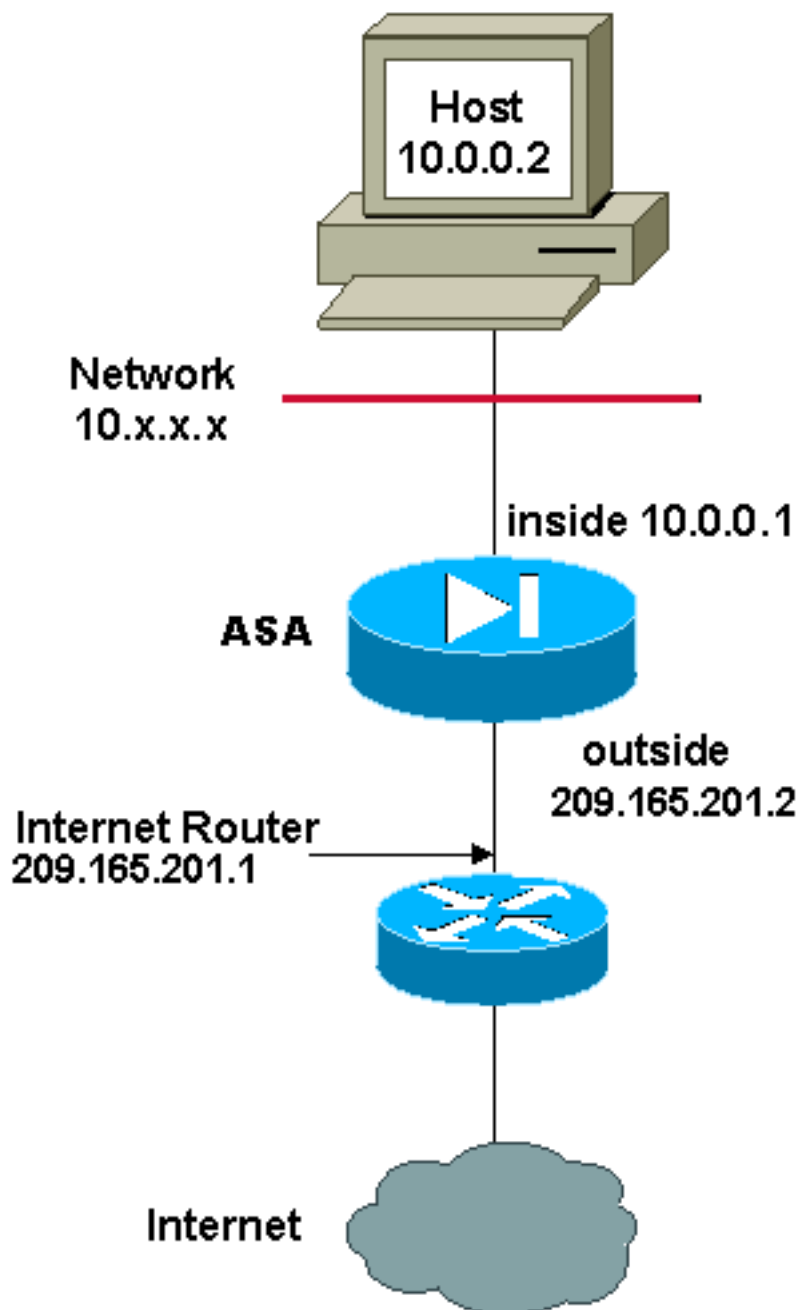 Host
10.0.0.2
Network
10.x.x.x
inside 10.0.0.1
ASA
outside
209.165.201.2
Internet Router
209.165.201.1
Internet